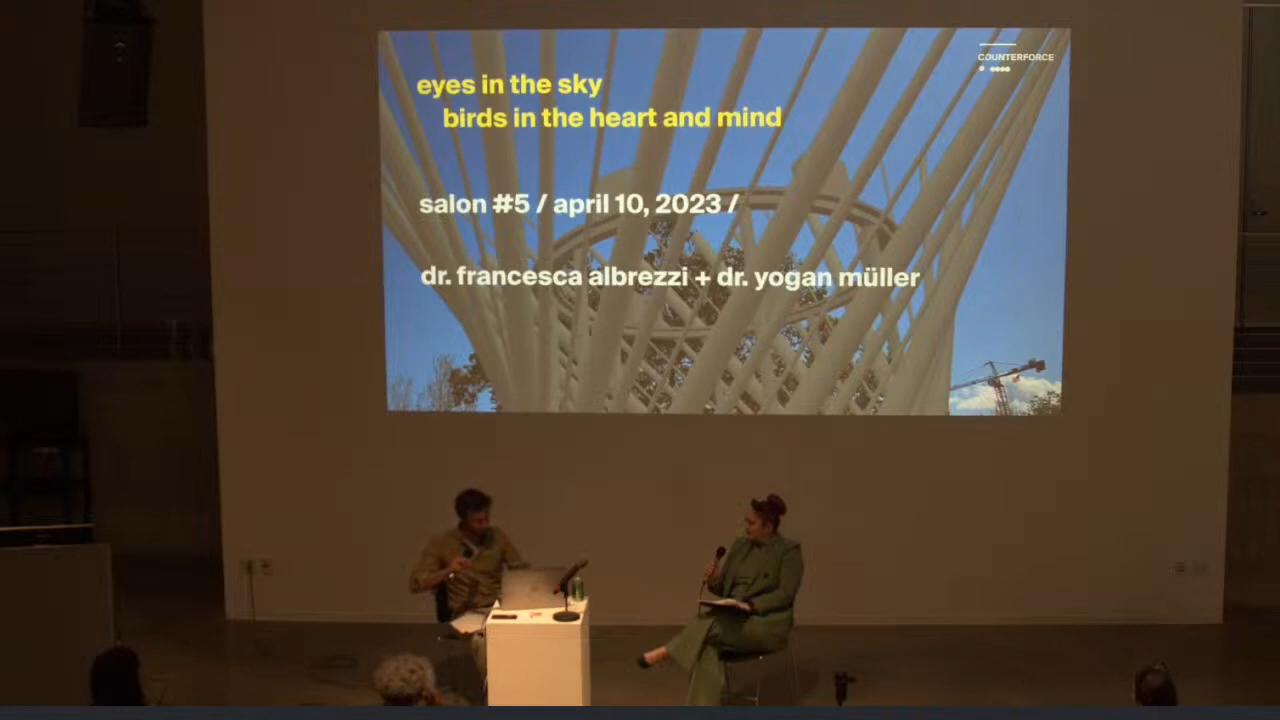 COUNTERFORCE
eyes in the sky
birds in the heart and mind
salon #5 / april 10, 2023 /
dr. francesca albrezzi + dr. yogan müller